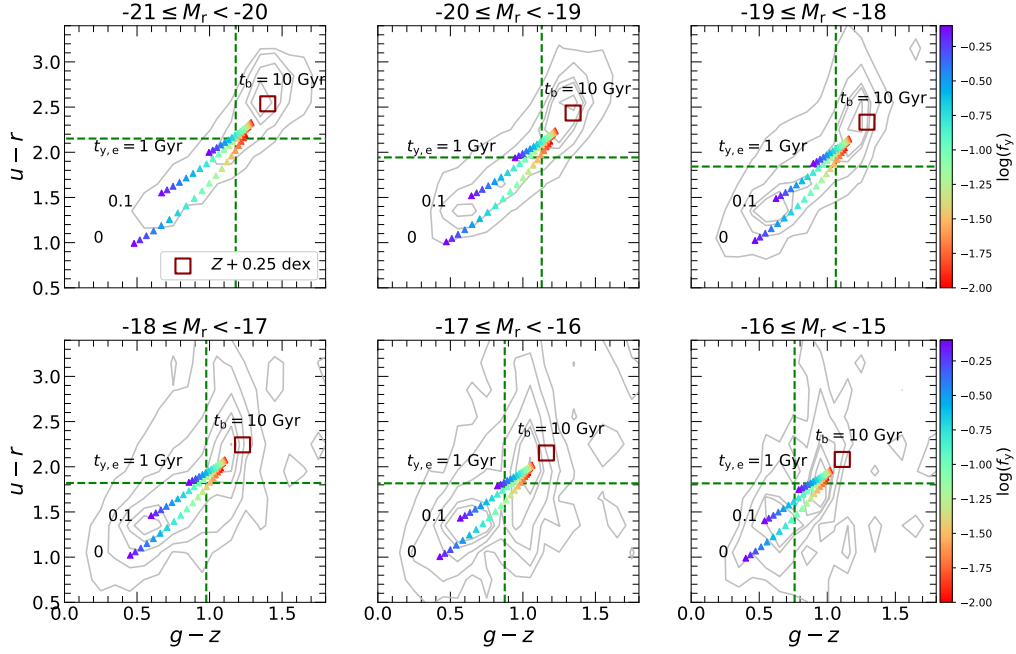 -21 ≤ M_r < -20
-20 ≤ M_r < -19
-19 ≤ M_r < -18
3.0
2.5
2.0
1.5
1.0
0.5
u − r
t_b = 10 Gyr
t_y,e = 1 Gyr
0.1
0
Z + 0.25 dex
t_b = 10 Gyr
t_y,e = 1 Gyr
0.1
0
t_b = 10 Gyr
t_y,e = 1 Gyr
0.1
0
−0.25
−0.50
−0.75
−1.00
−1.25
−1.50
−1.75
−2.00
log(f_y)
-18 ≤ M_r < -17
-17 ≤ M_r < -16
-16 ≤ M_r < -15
3.0
2.5
2.0
1.5
1.0
0.5
u − r
t_b = 10 Gyr
t_y,e = 1 Gyr
0.1
0
t_b = 10 Gyr
t_y,e = 1 Gyr
0.1
0
t_b = 10 Gyr
t_y,e = 1 Gyr
0.1
0
−0.25
−0.50
−0.75
−1.00
−1.25
−1.50
−1.75
−2.00
log(f_y)
0.0 0.5 1.0 1.5
0.0 0.5 1.0 1.5
0.0 0.5 1.0 1.5
g − z
g − z
g − z